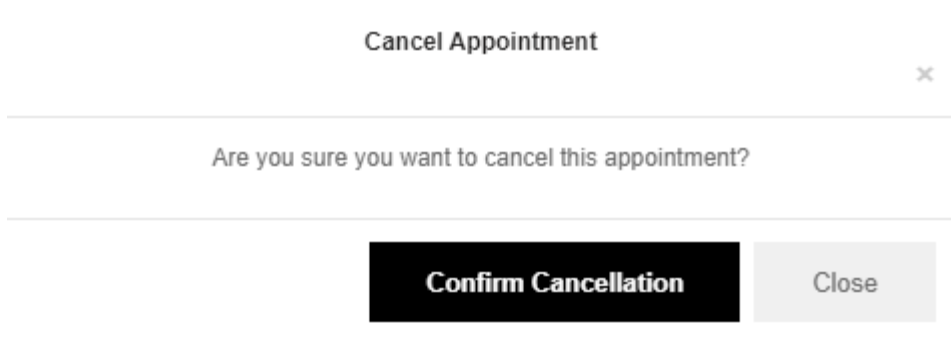 Cancel Appointment
×
Are you sure you want to cancel this appointment?
Confirm Cancellation
Close